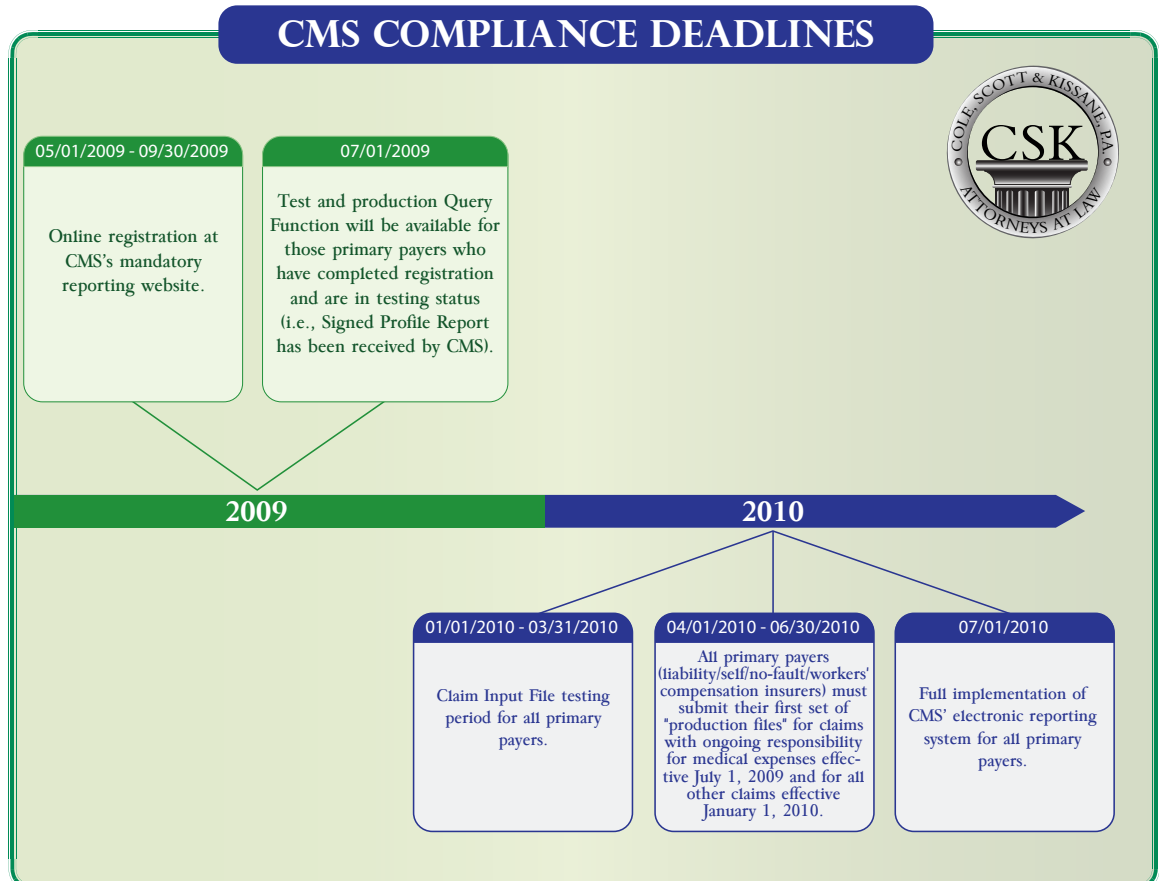 CMS COMPLIANCE DEADLINES
COLE, SCOTT & KISSANE, P.A.
CSK
ATTORNEYS AT LAW
05/01/2009 - 09/30/2009
Online registration at
CMS's mandatory
reporting website.
07/01/2009
Test and production Query
Function will be available for
those primary payers who
have completed registration
and are in testing status
(i.e., Signed Profile Report
has been received by CMS).
2009
2010
01/01/2010 - 03/31/2010
Claim Input File testing
period for all primary
payers.
04/01/2010 - 06/30/2010
All primary payers
(liability/self/no-fault/workers'
compensation insurers) must
submit their first set of
"production files" for claims
with ongoing responsibility
for medical expenses effec-
tive July 1, 2009 and for all
other claims effective
January 1, 2010.
07/01/2010
Full implementation of
CMS' electronic reporting
system for all primary
payers.